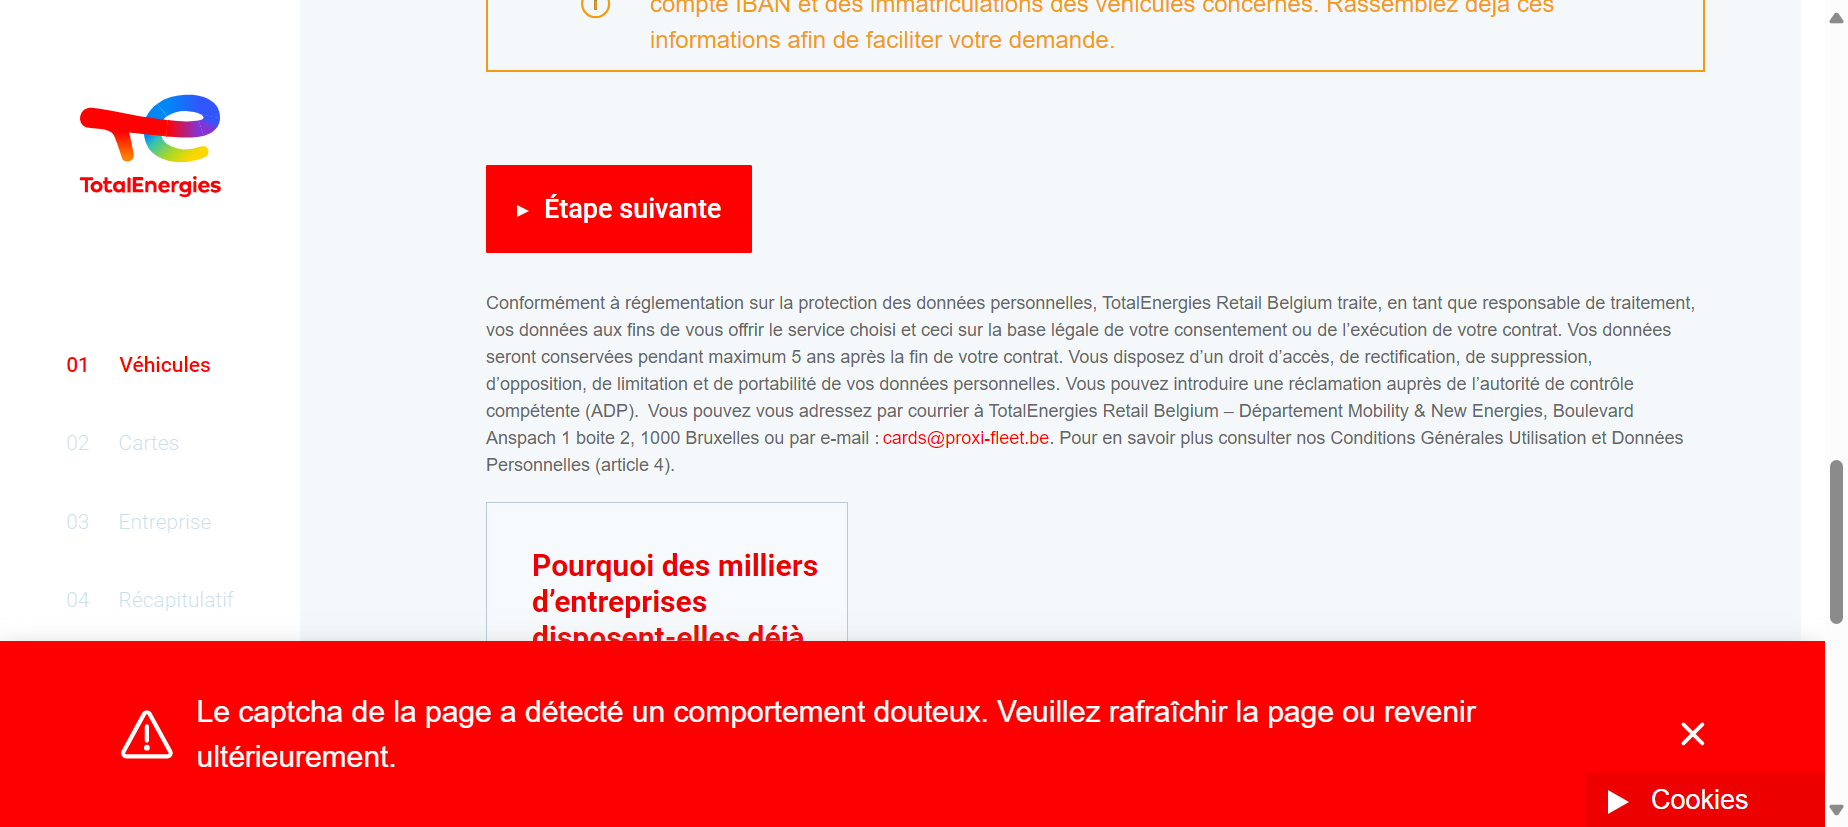 compte IBAN et des immatriculations des véhicules concernés. Rassemblez déjà ces
informations afin de faciliter votre demande.
TotalEnergies
Étape suivante
Conformément à réglementation sur la protection des données personnelles, TotalEnergies Retail Belgium traite, en tant que responsable de traitement,
vos données aux fins de vous offrir le service choisi et ceci sur la base légale de votre consentement ou de l’exécution de votre contrat. Vos données
seront conservées pendant maximum 5 ans après la fin de votre contrat. Vous disposez d’un droit d’accès, de rectification, de suppression,
d’opposition, de limitation et de portabilité de vos données personnelles. Vous pouvez introduire une réclamation auprès de l’autorité de contrôle
compétente (ADP).  Vous pouvez vous adressez par courrier à TotalEnergies Retail Belgium – Département Mobility & New Energies, Boulevard
Anspach 1 boite 2, 1000 Bruxelles ou par e-mail : cards@proxi-fleet.be. Pour en savoir plus consulter nos Conditions Générales Utilisation et Données
Personnelles (article 4).
01 Véhicules
02 Cartes
03 Entreprise
04 Récapitulatif
Pourquoi des milliers
d’entreprises
disposent-elles déjà
Le captcha de la page a détecté un comportement douteux. Veuillez rafraîchir la page ou revenir
ultérieurement.
Cookies